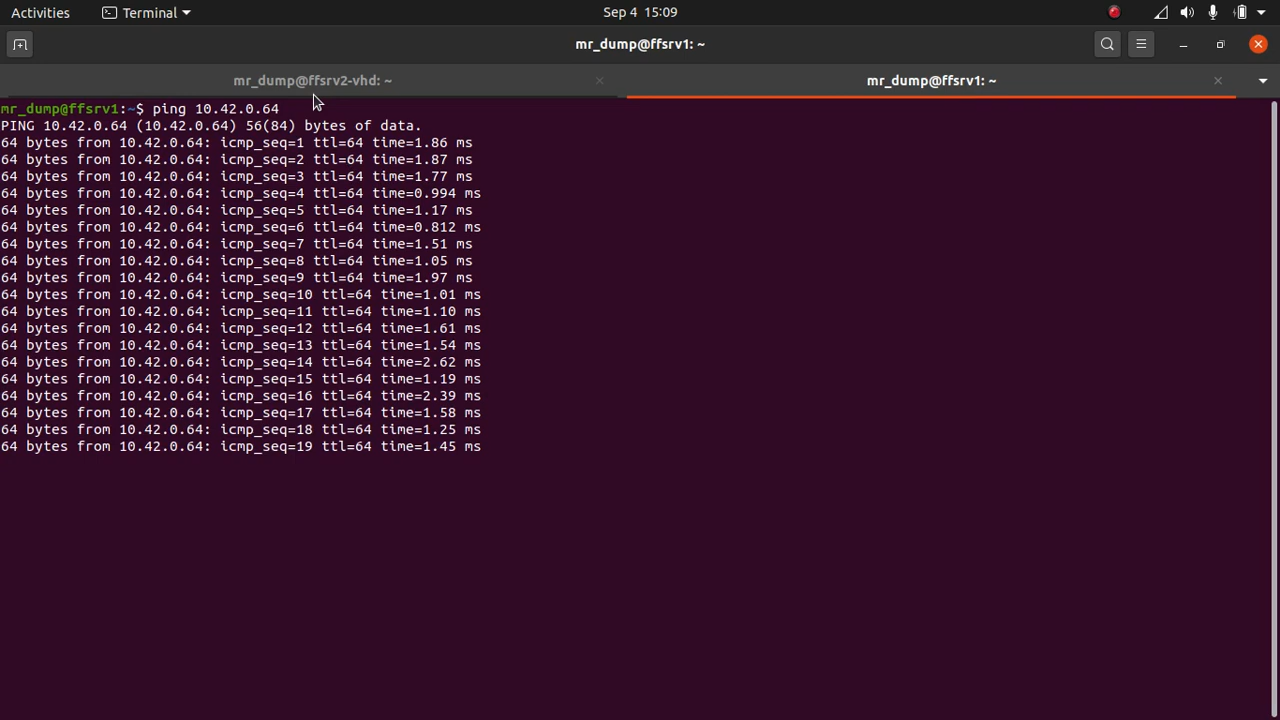 Activities Terminal Sep 4 15:09
mr_dump@ffsrv1: ~
mr_dump@ffsrv2-vhd: ~ mr_dump@ffsrv1: ~
mr_dump@ffsrv1:~$ ping 10.42.0.64
PING 10.42.0.64 (10.42.0.64) 56(84) bytes of data.
64 bytes from 10.42.0.64: icmp_seq=1 ttl=64 time=1.86 ms
64 bytes from 10.42.0.64: icmp_seq=2 ttl=64 time=1.87 ms
64 bytes from 10.42.0.64: icmp_seq=3 ttl=64 time=1.77 ms
64 bytes from 10.42.0.64: icmp_seq=4 ttl=64 time=0.994 ms
64 bytes from 10.42.0.64: icmp_seq=5 ttl=64 time=1.17 ms
64 bytes from 10.42.0.64: icmp_seq=6 ttl=64 time=0.812 ms
64 bytes from 10.42.0.64: icmp_seq=7 ttl=64 time=1.51 ms
64 bytes from 10.42.0.64: icmp_seq=8 ttl=64 time=1.05 ms
64 bytes from 10.42.0.64: icmp_seq=9 ttl=64 time=1.97 ms
64 bytes from 10.42.0.64: icmp_seq=10 ttl=64 time=1.01 ms
64 bytes from 10.42.0.64: icmp_seq=11 ttl=64 time=1.10 ms
64 bytes from 10.42.0.64: icmp_seq=12 ttl=64 time=1.61 ms
64 bytes from 10.42.0.64: icmp_seq=13 ttl=64 time=1.54 ms
64 bytes from 10.42.0.64: icmp_seq=14 ttl=64 time=2.62 ms
64 bytes from 10.42.0.64: icmp_seq=15 ttl=64 time=1.19 ms
64 bytes from 10.42.0.64: icmp_seq=16 ttl=64 time=2.39 ms
64 bytes from 10.42.0.64: icmp_seq=17 ttl=64 time=1.58 ms
64 bytes from 10.42.0.64: icmp_seq=18 ttl=64 time=1.25 ms
64 bytes from 10.42.0.64: icmp_seq=19 ttl=64 time=1.45 ms